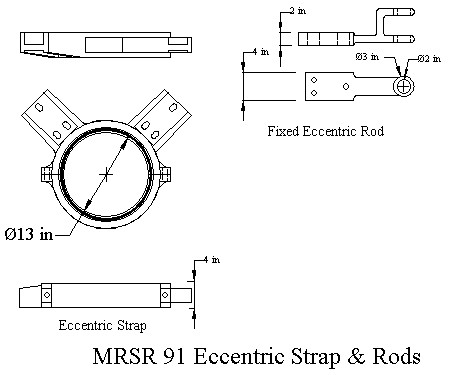 2 in
4 in
Ø3 in
Ø2 in
Fixed Eccentric Rod
Ø13 in
4 in
Eccentric Strap
MRSR 91 Eccentric Strap & Rods